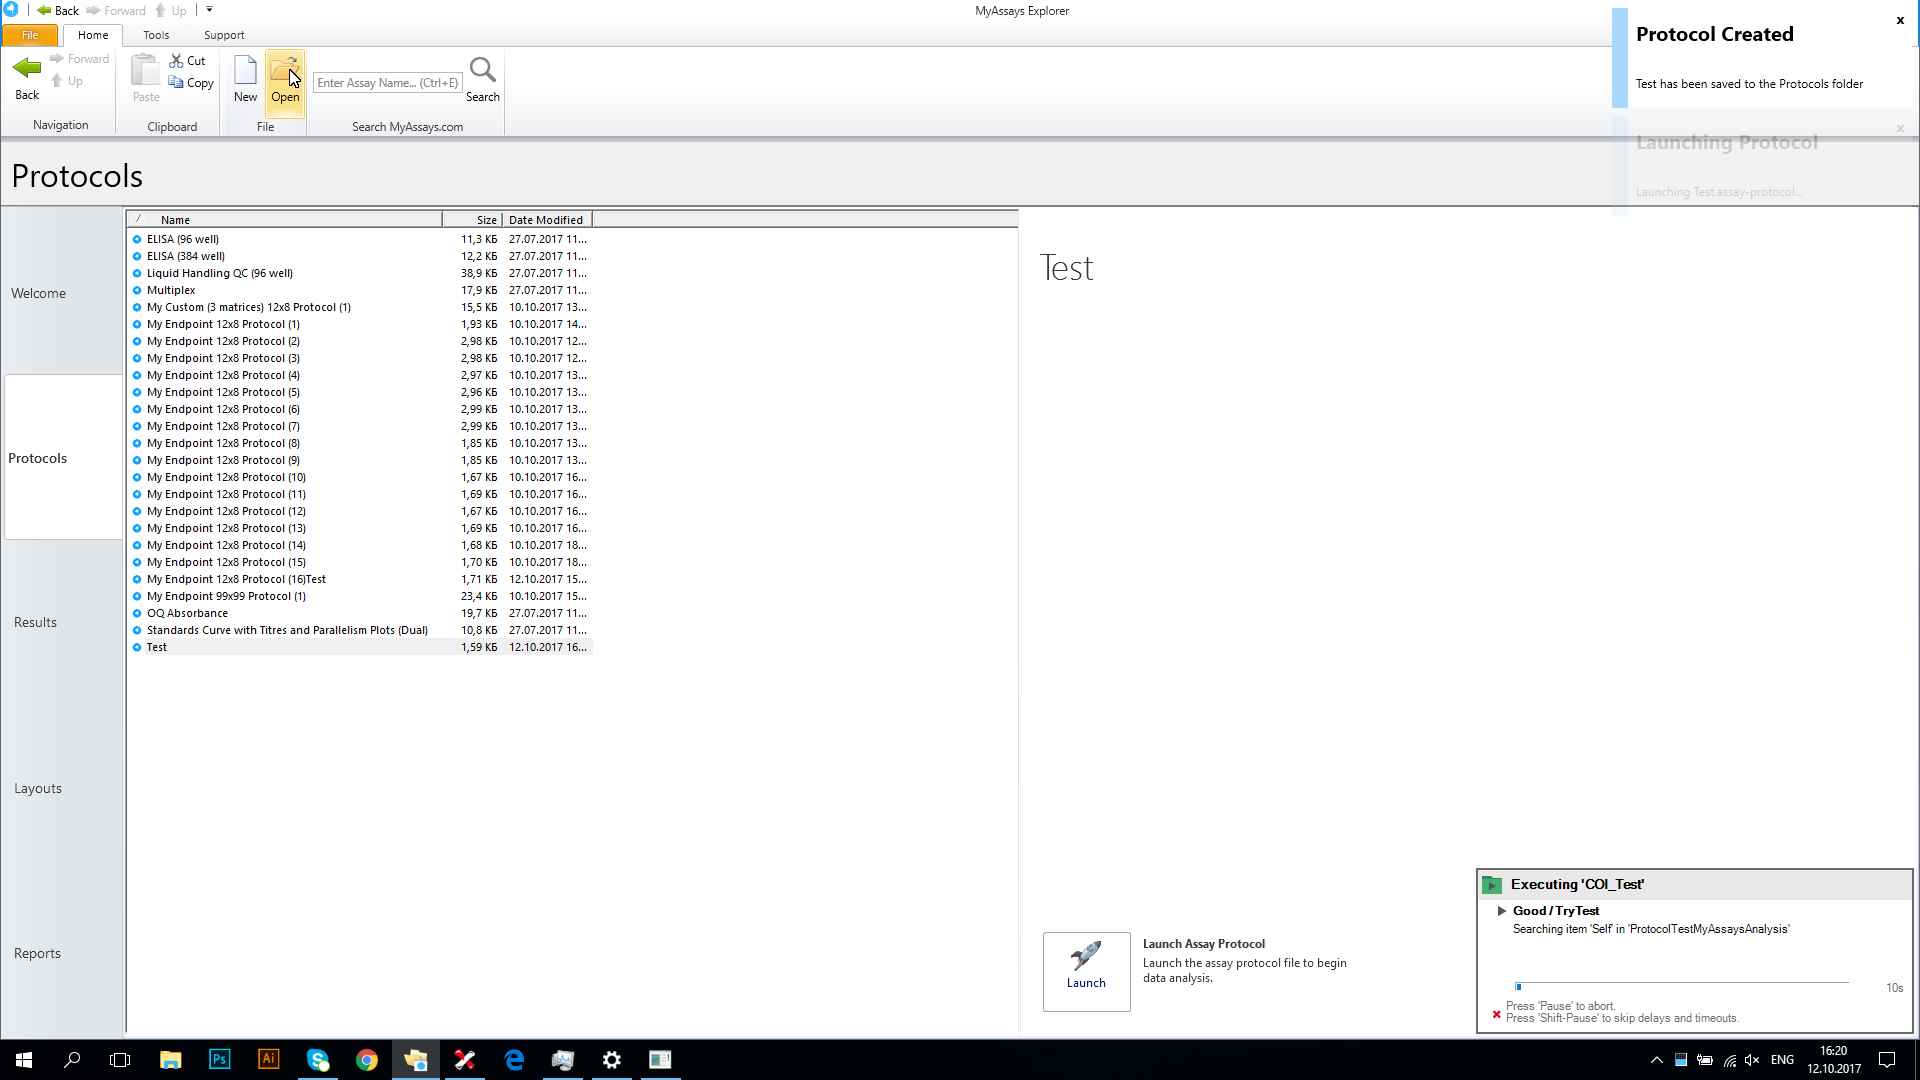 Back Forward Up
MyAssays Explorer
File Home Tools Support
Back
Forward
Up
Navigation
Paste
Cut
Copy
Clipboard
New
Open
File
Enter Assay Name... (Ctrl+E)
Search
Search MyAssays.com
x
Protocol Created
Test has been saved to the Protocols folder
x
Launching Protocol
Launching Test.assay-protocol...
Protocols
Welcome
Protocols
Results
Layouts
Reports
Name Size Date Modified
ELISA (96 well) 11,3 КБ 27.07.2017 11...
ELISA (384 well) 12,2 КБ 27.07.2017 11...
Liquid Handling QC (96 well) 38,9 КБ 27.07.2017 11...
Multiplex 17,9 КБ 27.07.2017 11...
My Custom (3 matrices) 12x8 Protocol (1) 15,5 КБ 10.10.2017 13...
My Endpoint 12x8 Protocol (1) 1,93 КБ 10.10.2017 14...
My Endpoint 12x8 Protocol (2) 2,98 КБ 10.10.2017 12...
My Endpoint 12x8 Protocol (3) 2,98 КБ 10.10.2017 12...
My Endpoint 12x8 Protocol (4) 2,97 КБ 10.10.2017 13...
My Endpoint 12x8 Protocol (5) 2,96 КБ 10.10.2017 13...
My Endpoint 12x8 Protocol (6) 2,99 КБ 10.10.2017 13...
My Endpoint 12x8 Protocol (7) 2,99 КБ 10.10.2017 13...
My Endpoint 12x8 Protocol (8) 1,85 КБ 10.10.2017 13...
My Endpoint 12x8 Protocol (9) 1,85 КБ 10.10.2017 13...
My Endpoint 12x8 Protocol (10) 1,67 КБ 10.10.2017 16...
My Endpoint 12x8 Protocol (11) 1,69 КБ 10.10.2017 16...
My Endpoint 12x8 Protocol (12) 1,67 КБ 10.10.2017 16...
My Endpoint 12x8 Protocol (13) 1,69 КБ 10.10.2017 16...
My Endpoint 12x8 Protocol (14) 1,68 КБ 10.10.2017 18...
My Endpoint 12x8 Protocol (15) 1,70 КБ 10.10.2017 18...
My Endpoint 12x8 Protocol (16)Test 1,71 КБ 12.10.2017 15...
My Endpoint 99x99 Protocol (1) 23,4 КБ 10.10.2017 15...
OQ Absorbance 19,7 КБ 27.07.2017 11...
Standards Curve with Titres and Parallelism Plots (Dual) 10,8 КБ 27.07.2017 11...
Test 1,59 КБ 12.10.2017 16...
Test
Launch
Launch Assay Protocol
Launch the assay protocol file to begin
data analysis.
Executing 'COI_Test'
Good / TryTest
Searching item 'Self' in 'ProtocolTestMyAssaysAnalysis'
10s
Press 'Pause' to abort.
Press 'Shift-Pause' to skip delays and timeouts.
Ps
Ai
ENG
16:20
12.10.2017